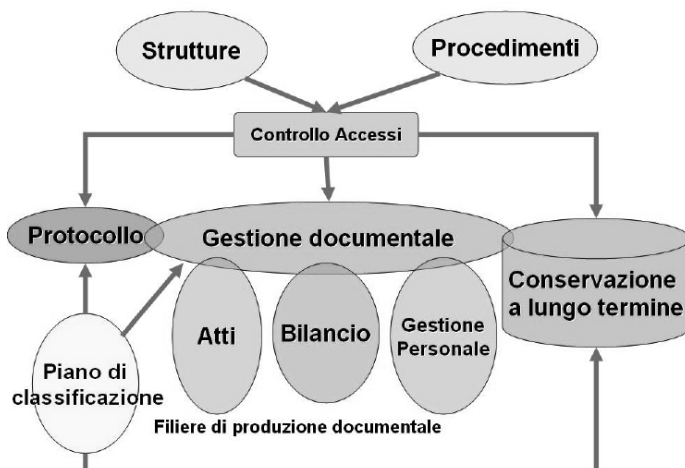 Strutture
Procedimenti
Controllo Accessi
Protocollo
Gestione documentale
Conservazione
a lungo termine
Atti
Bilancio
Gestione
Personale
Piano di
classificazione
Filiere di produzione documentale